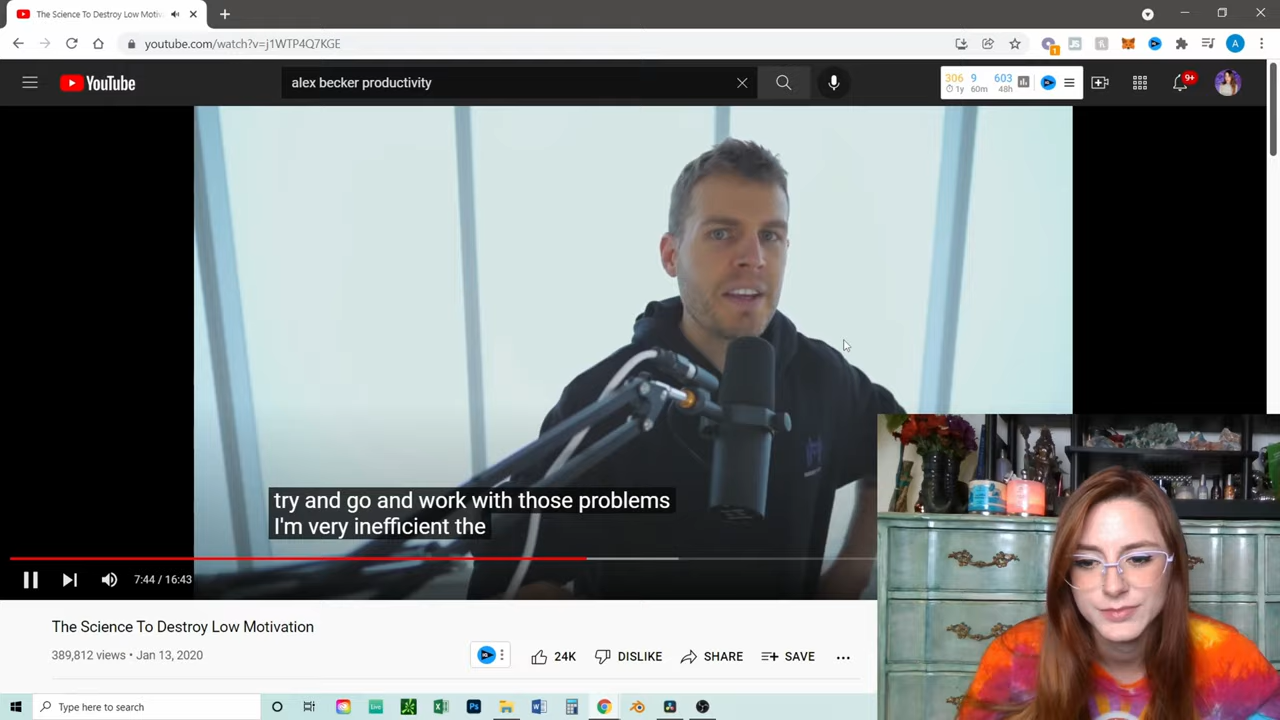 The Science To Destroy Low Motiv
youtube.com/watch?v=j1WTP4Q7KGE
1
A
YouTube
alex becker productivity
306 9 603
1y 60m 48h
9+
try and go and work with those problems
I'm very inefficient the
7:44 / 16:43
The Science To Destroy Low Motivation
389,812 views • Jan 13, 2020
24K
DISLIKE
SHARE
SAVE
Type here to search